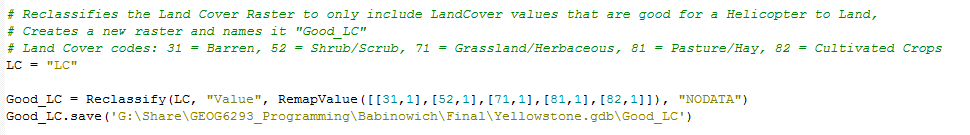 # Reclassifies the Land Cover Raster to only include LandCover values that are good for a Helicopter to Land,
# Creates a new raster and names it "Good_LC"
# Land Cover codes: 31 = Barren, 52 = Shrub/Scrub, 71 = Grassland/Herbaceous, 81 = Pasture/Hay, 82 = Cultivated Crops
LC = "LC"
Good_LC = Reclassify(LC, "Value", RemapValue([[31,1],[52,1],[71,1],[81,1],[82,1]]), "NODATA")
Good_LC.save('G:\Share\GEOG6293_Programming\Babinowich\Final\Yellowstone.gdb\Good_LC')